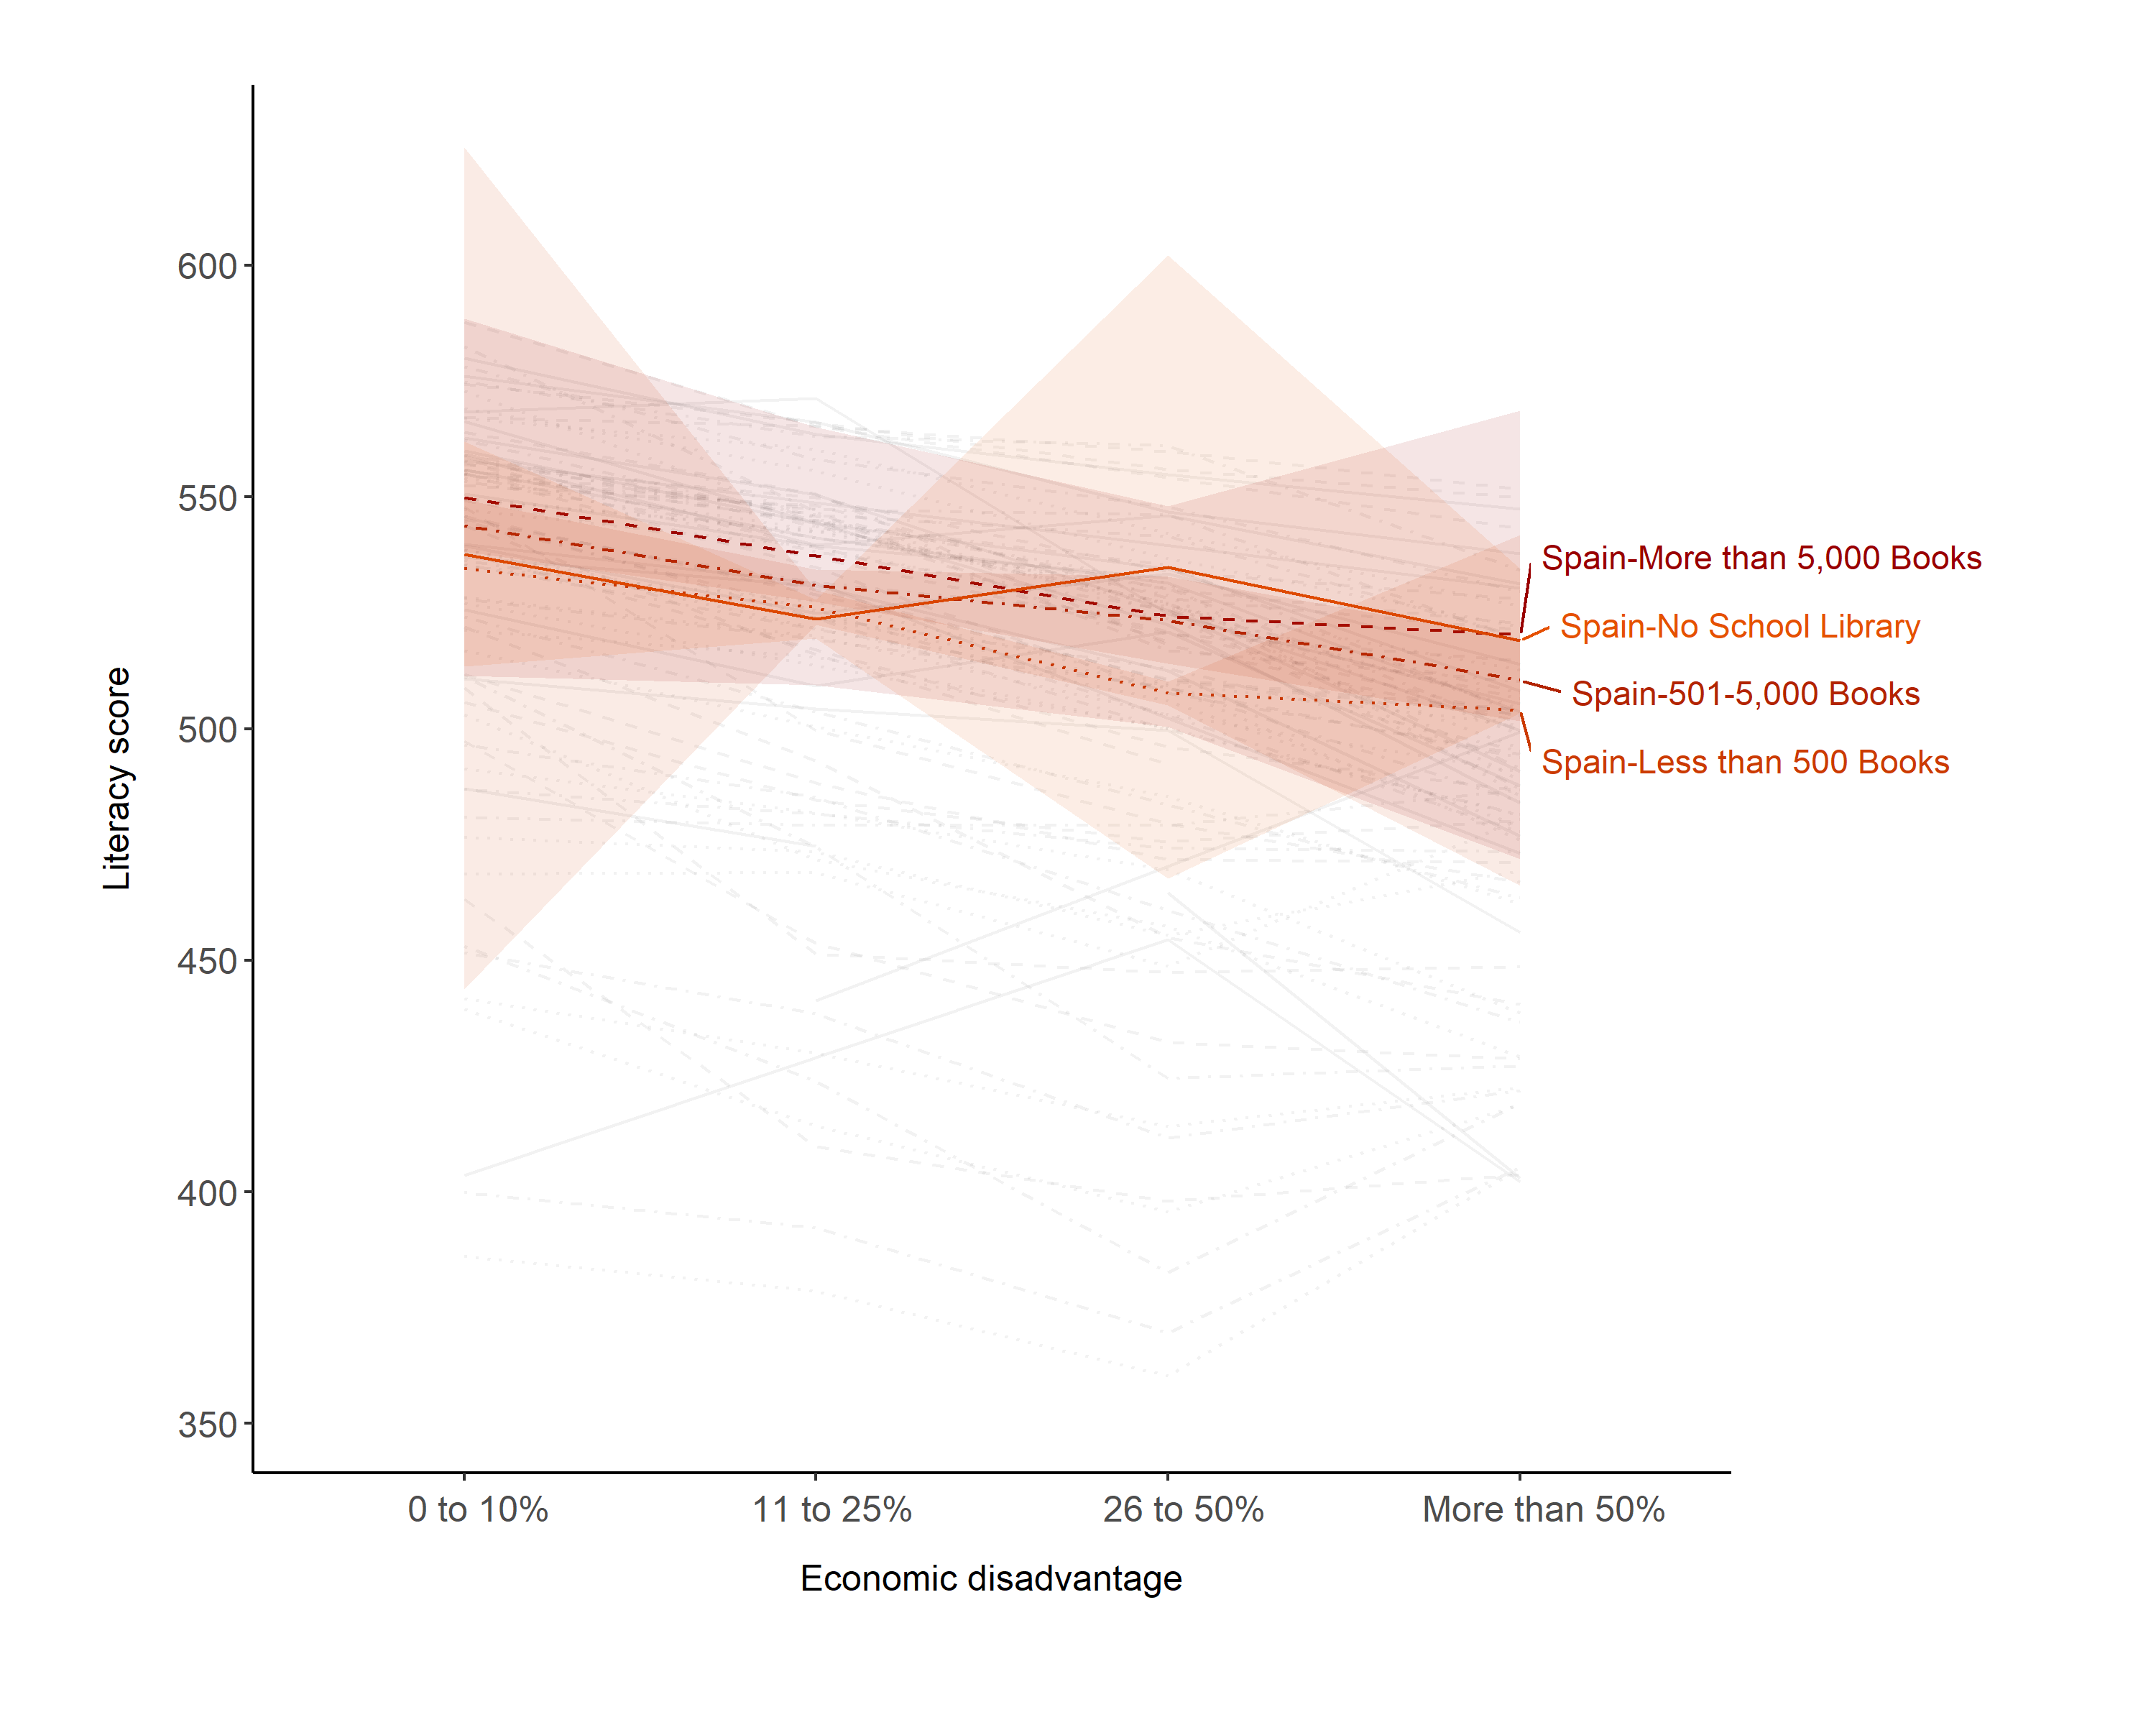 600
550
500
450
400
350
Literacy score
Spain-More than 5,000 Books
Spain-No School Library
Spain-501-5,000 Books
Spain-Less than 500 Books
0 to 10%
11 to 25%
26 to 50%
More than 50%
Economic disadvantage